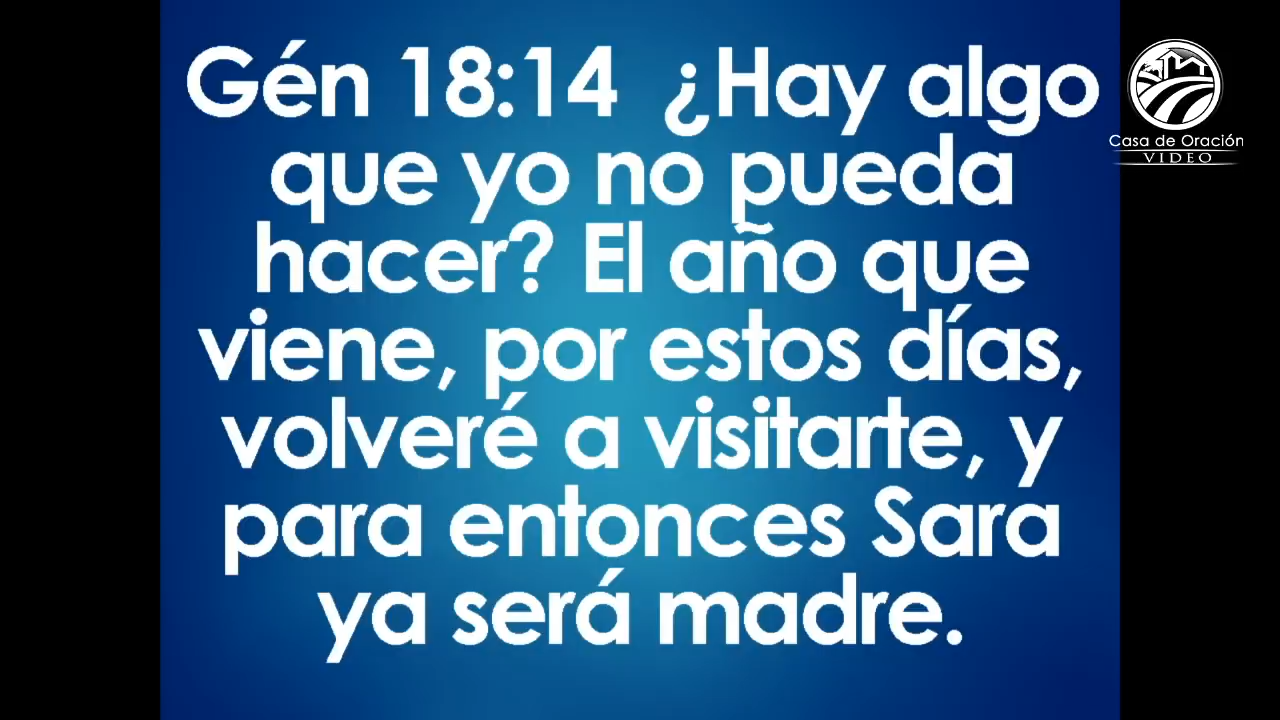 Gén 18:14  ¿Hay algo
que yo no pueda
hacer? El año que
viene, por estos días,
volveré a visitarte, y
para entonces Sara
ya será madre.
Casa de Oración
VIDEO